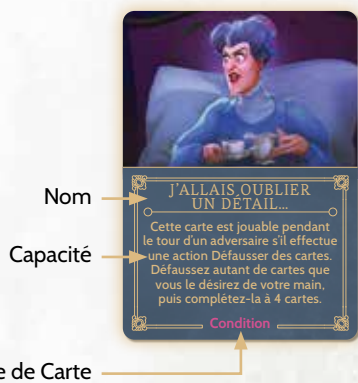 J'ALLAIS OUBLIER
UN DÉTAIL...
Nom
Cette carte est jouable pendant
le tour d'un adversaire s'il effectue
une action Défausser des cartes.
Défaussez autant de cartes que
vous le désirez de votre main,
puis complétez-la à 4 cartes.
Capacité
Condition
de Carte